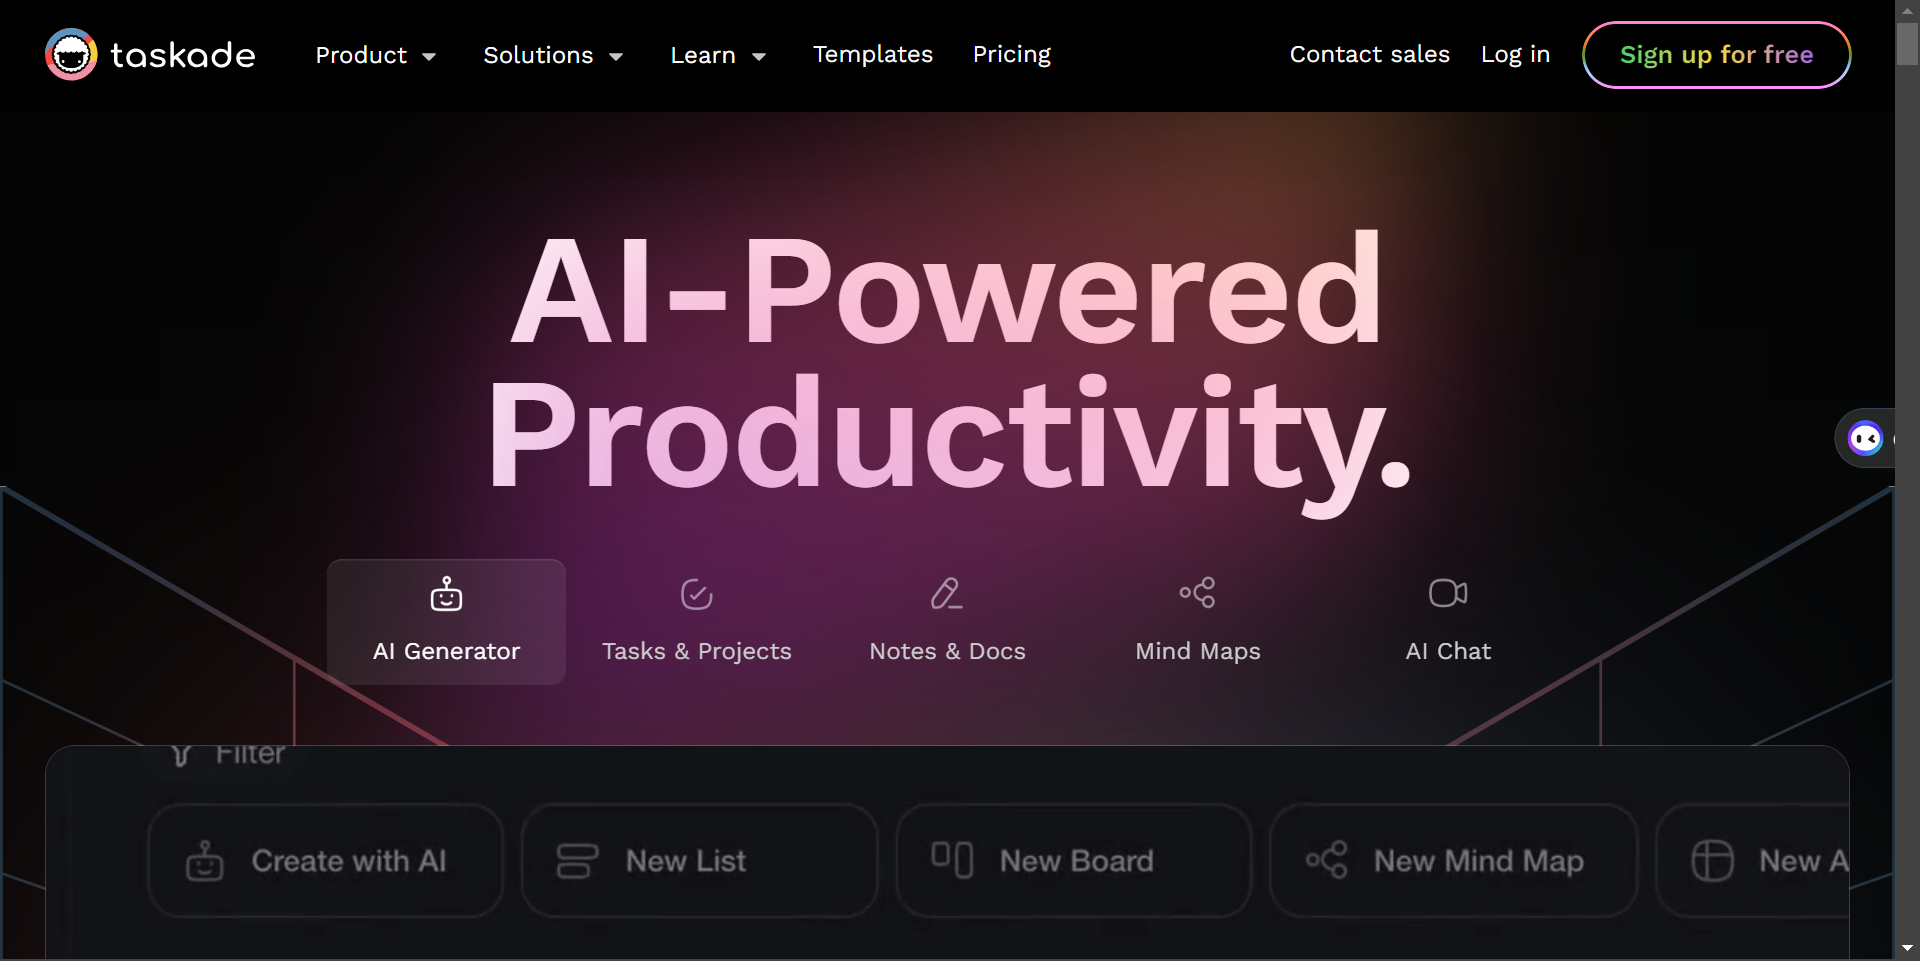 taskade
Product
Solutions
Learn
Templates
Pricing
Contact sales
Log in
Sign up for free
AI-Powered
Productivity.
AI Generator
Tasks & Projects
Notes & Docs
Mind Maps
AI Chat
Filter
Create with AI
New List
New Board
New Mind Map
New A